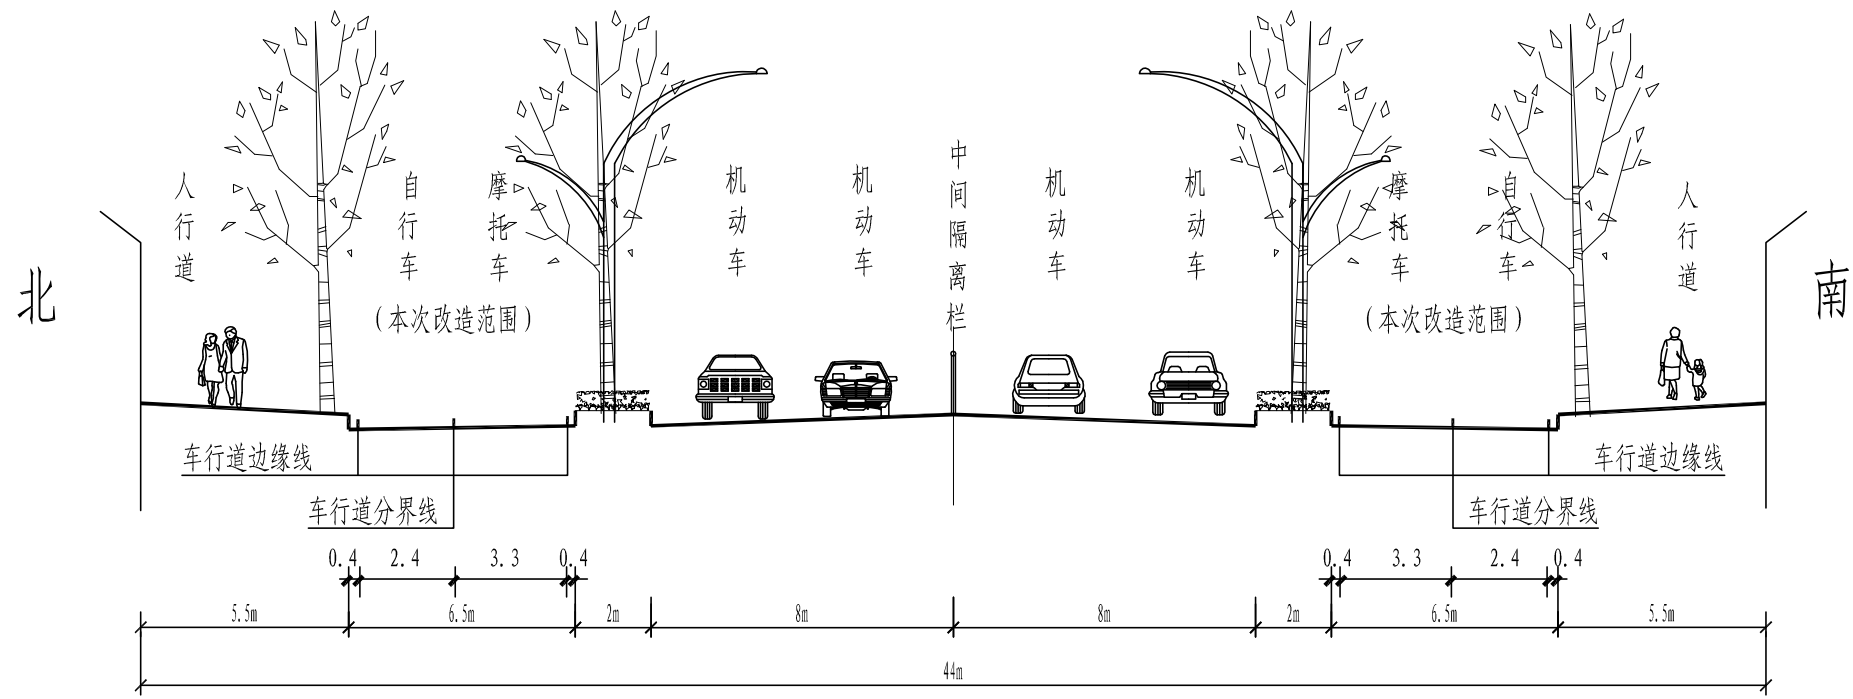 人行道
自行车
摩托车
机动车
机动车
中间隔离栏
机动车
机动车
摩托车
自行车
人行道
北
南
(本次改造范围)
(本次改造范围)
车行道边缘线
车行道边缘线
车行道分界线
车行道分界线
0.4 2.4 3.3 0.4
0.4 3.3 2.4 0.4
5.5m 6.5m 2m 8m 8m 2m 6.5m 5.5m
44m